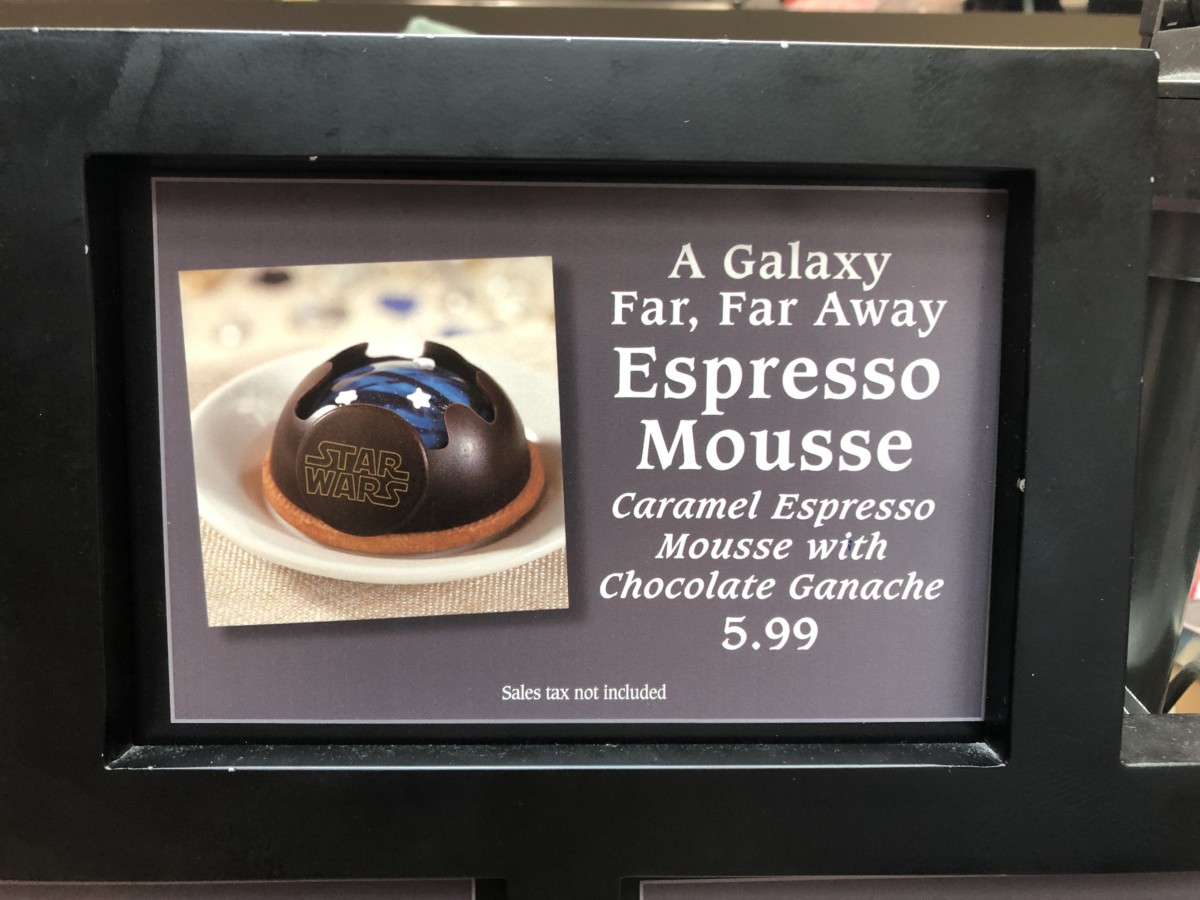 A Galaxy
Far, Far Away
Espresso
Mousse
Caramel Espresso
Mousse with
Chocolate Ganache
5.99
STAR
WARS
Sales tax not included